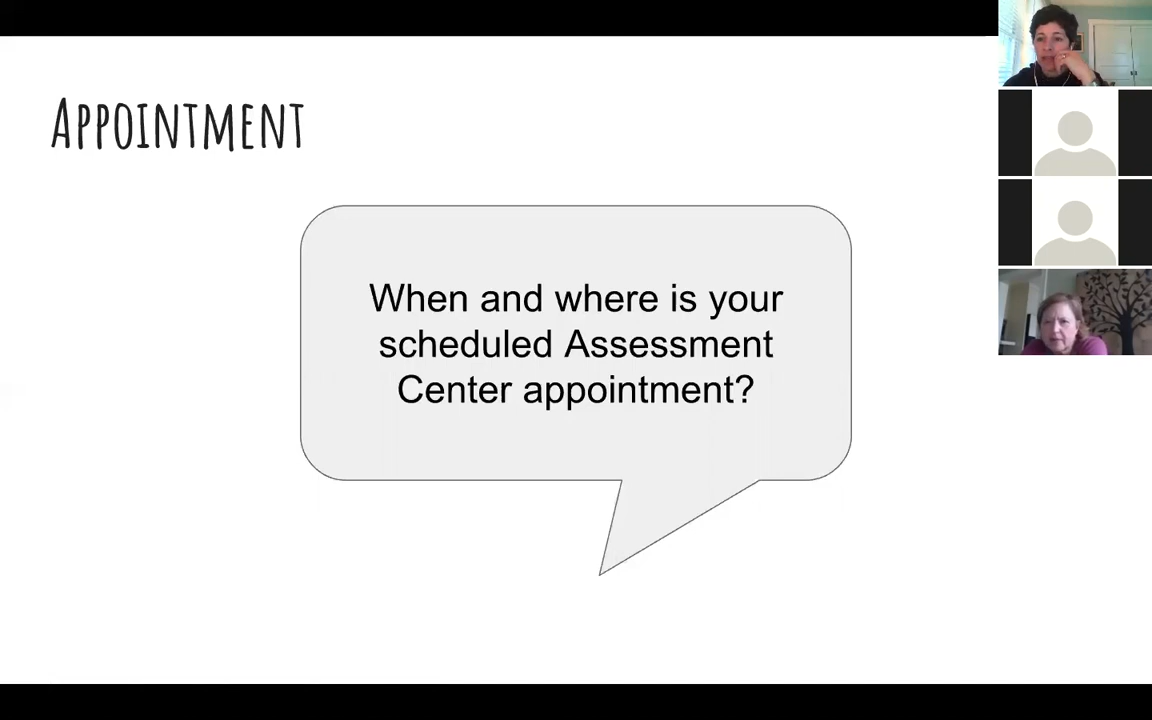 Appointment
When and where is your
scheduled Assessment
Center appointment?